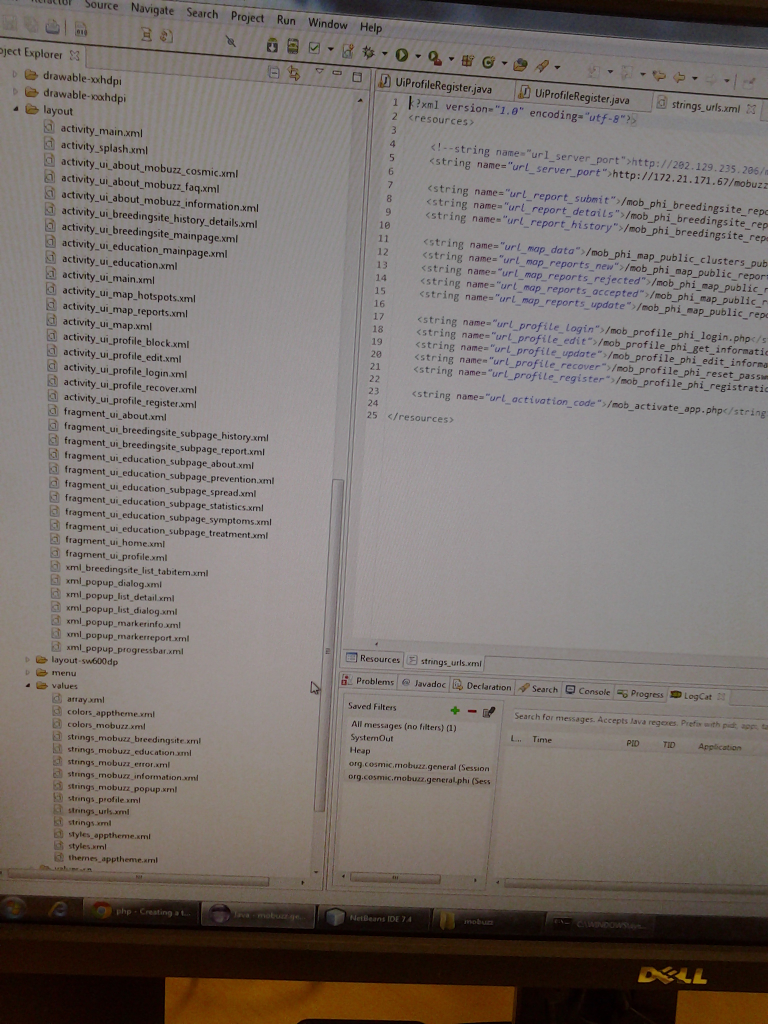 Source Navigate Search Project Run Window Help
ject Explorer
drawable-xxhdpi
drawable-xxxhdpi
layout
activity_main.xml
activity_splash.xml
activity_ui_about_mobuzz_cosmic.xml
activity_ui_about_mobuzz_faq.xml
activity_ui_about_mobuzz_information.xml
activity_ui_breedingsite_history_details.xml
activity_ui_breedingsite_mainpage.xml
activity_ui_education_mainpage.xml
activity_ui_education.xml
activity_ui_main.xml
activity_ui_map_hotspots.xml
activity_ui_map_reports.xml
activity_ui_map.xml
activity_ui_profile_block.xml
activity_ui_profile_edit.xml
activity_ui_profile_login.xml
activity_ui_profile_recover.xml
activity_ui_profile_register.xml
fragment_ui_about.xml
fragment_ui_breedingsite_subpage_history.xml
fragment_ui_breedingsite_subpage_report.xml
fragment_ui_education_subpage_about.xml
fragment_ui_education_subpage_prevention.xml
fragment_ui_education_subpage_spread.xml
fragment_ui_education_subpage_statistics.xml
fragment_ui_education_subpage_symptoms.xml
fragment_ui_education_subpage_treatment.xml
fragment_ui_home.xml
fragment_ui_profile.xml
xml_breedingsite_list_tabitem.xml
xml_popup_dialog.xml
xml_popup_list_detail.xml
xml_popup_list_dialog.xml
xml_popup_markerinfo.xml
xml_popup_markerreport.xml
xml_popup_progressbar.xml
layout-sw600dp
menu
values
array.xml
colors_apptheme.xml
colors_mobuzz.xml
strings_mobuzz_breedingsite.xml
strings_mobuzz_education.xml
strings_mobuzz_error.xml
strings_mobuzz_information.xml
strings_mobuzz_popup.xml
strings_profile.xml
strings_urls.xml
strings.xml
styles_apptheme.xml
styles.xml
themes_apptheme.xml
UiProfileRegister.java UiProfileRegister.java strings_urls.xml
1 <?xml version="1.0" encoding="utf-8"?>
2 <resources>
3
4 <!--string name="url_server_port">http://202.129.235.206/m
5 <string name="url_server_port">http://172.21.171.67/mobuzz
6
7 <string name="url_report_submit">/mob_phi_breedingsite_repo
8 <string name="url_report_details">/mob_phi_breedingsite_rep
9 <string name="url_report_history">/mob_phi_breedingsite_rep
10
11 <string name="url_map_data">/mob_phi_map_public_clusters_pub
12 <string name="url_map_reports_new">/mob_phi_map_public_report
13 <string name="url_map_reports_rejected">/mob_phi_map_public_r
14 <string name="url_map_reports_accepted">/mob_phi_map_public_r
15 <string name="url_map_reports_update">/mob_phi_map_public_repo
16
17 <string name="url_profile_login">/mob_profile_phi_login.php</s
18 <string name="url_profile_edit">/mob_profile_phi_get_informatio
19 <string name="url_profile_update">/mob_profile_phi_edit_informa
20 <string name="url_profile_recover">/mob_profile_phi_reset_passw
21 <string name="url_profile_register">/mob_profile_phi_registrati
22
23 <string name="url_activation_code">/mob_activate_app.php</string
24
25 </resources>
Resources strings_urls.xml
Problems Javadoc Declaration Search Console Progress LogCat
Saved Filters
All messages (no filters) (1)
SystemOut
Heap
org.cosmic.mobuzz.general (Session
org.cosmic.mobuzz.general.phi (Sess
Search for messages. Accepts Java regexes. Prefix with pid:, app:, ta
L... Time PID TID Application
php - Creating a t... Java - mobuzz.ge... NetBeans IDE 7.4 mobuzz
DELL